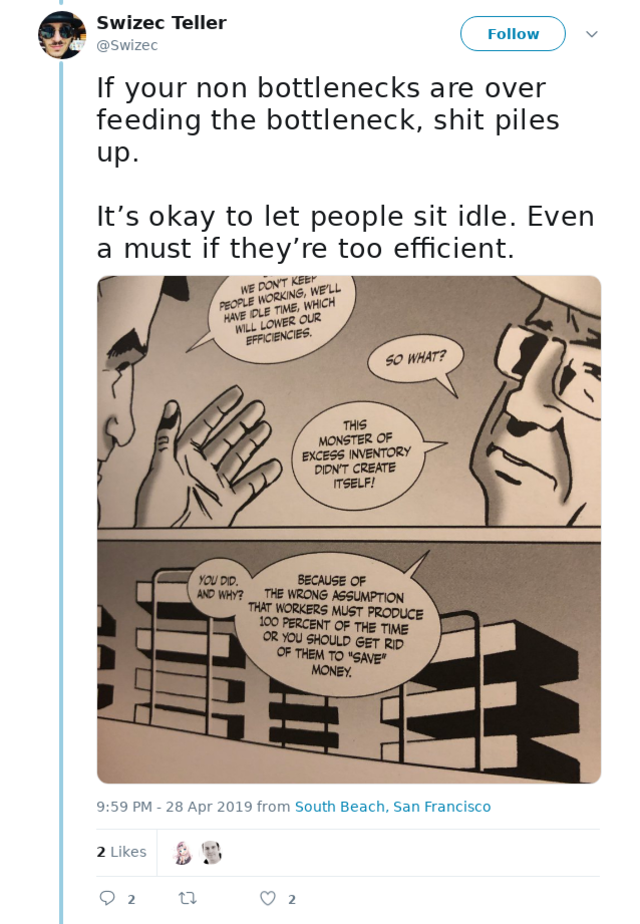 Swizec Teller
@Swizec
Follow
If your non bottlenecks are over
feeding the bottleneck, shit piles
up.
It’s okay to let people sit idle. Even
a must if they’re too efficient.
WE DON'T KEEP
PEOPLE WORKING, WE'LL
HAVE IDLE TIME, WHICH
WILL LOWER OUR
EFFICIENCIES.
SO WHAT?
THIS
MONSTER OF
EXCESS INVENTORY
DIDN'T CREATE
ITSELF!
YOU DID.
AND WHY?
BECAUSE OF
THE WRONG ASSUMPTION
THAT WORKERS MUST PRODUCE
100 PERCENT OF THE TIME
OR YOU SHOULD GET RID
OF THEM TO "SAVE"
MONEY.
9:59 PM - 28 Apr 2019 from South Beach, San Francisco
2 Likes
2
2